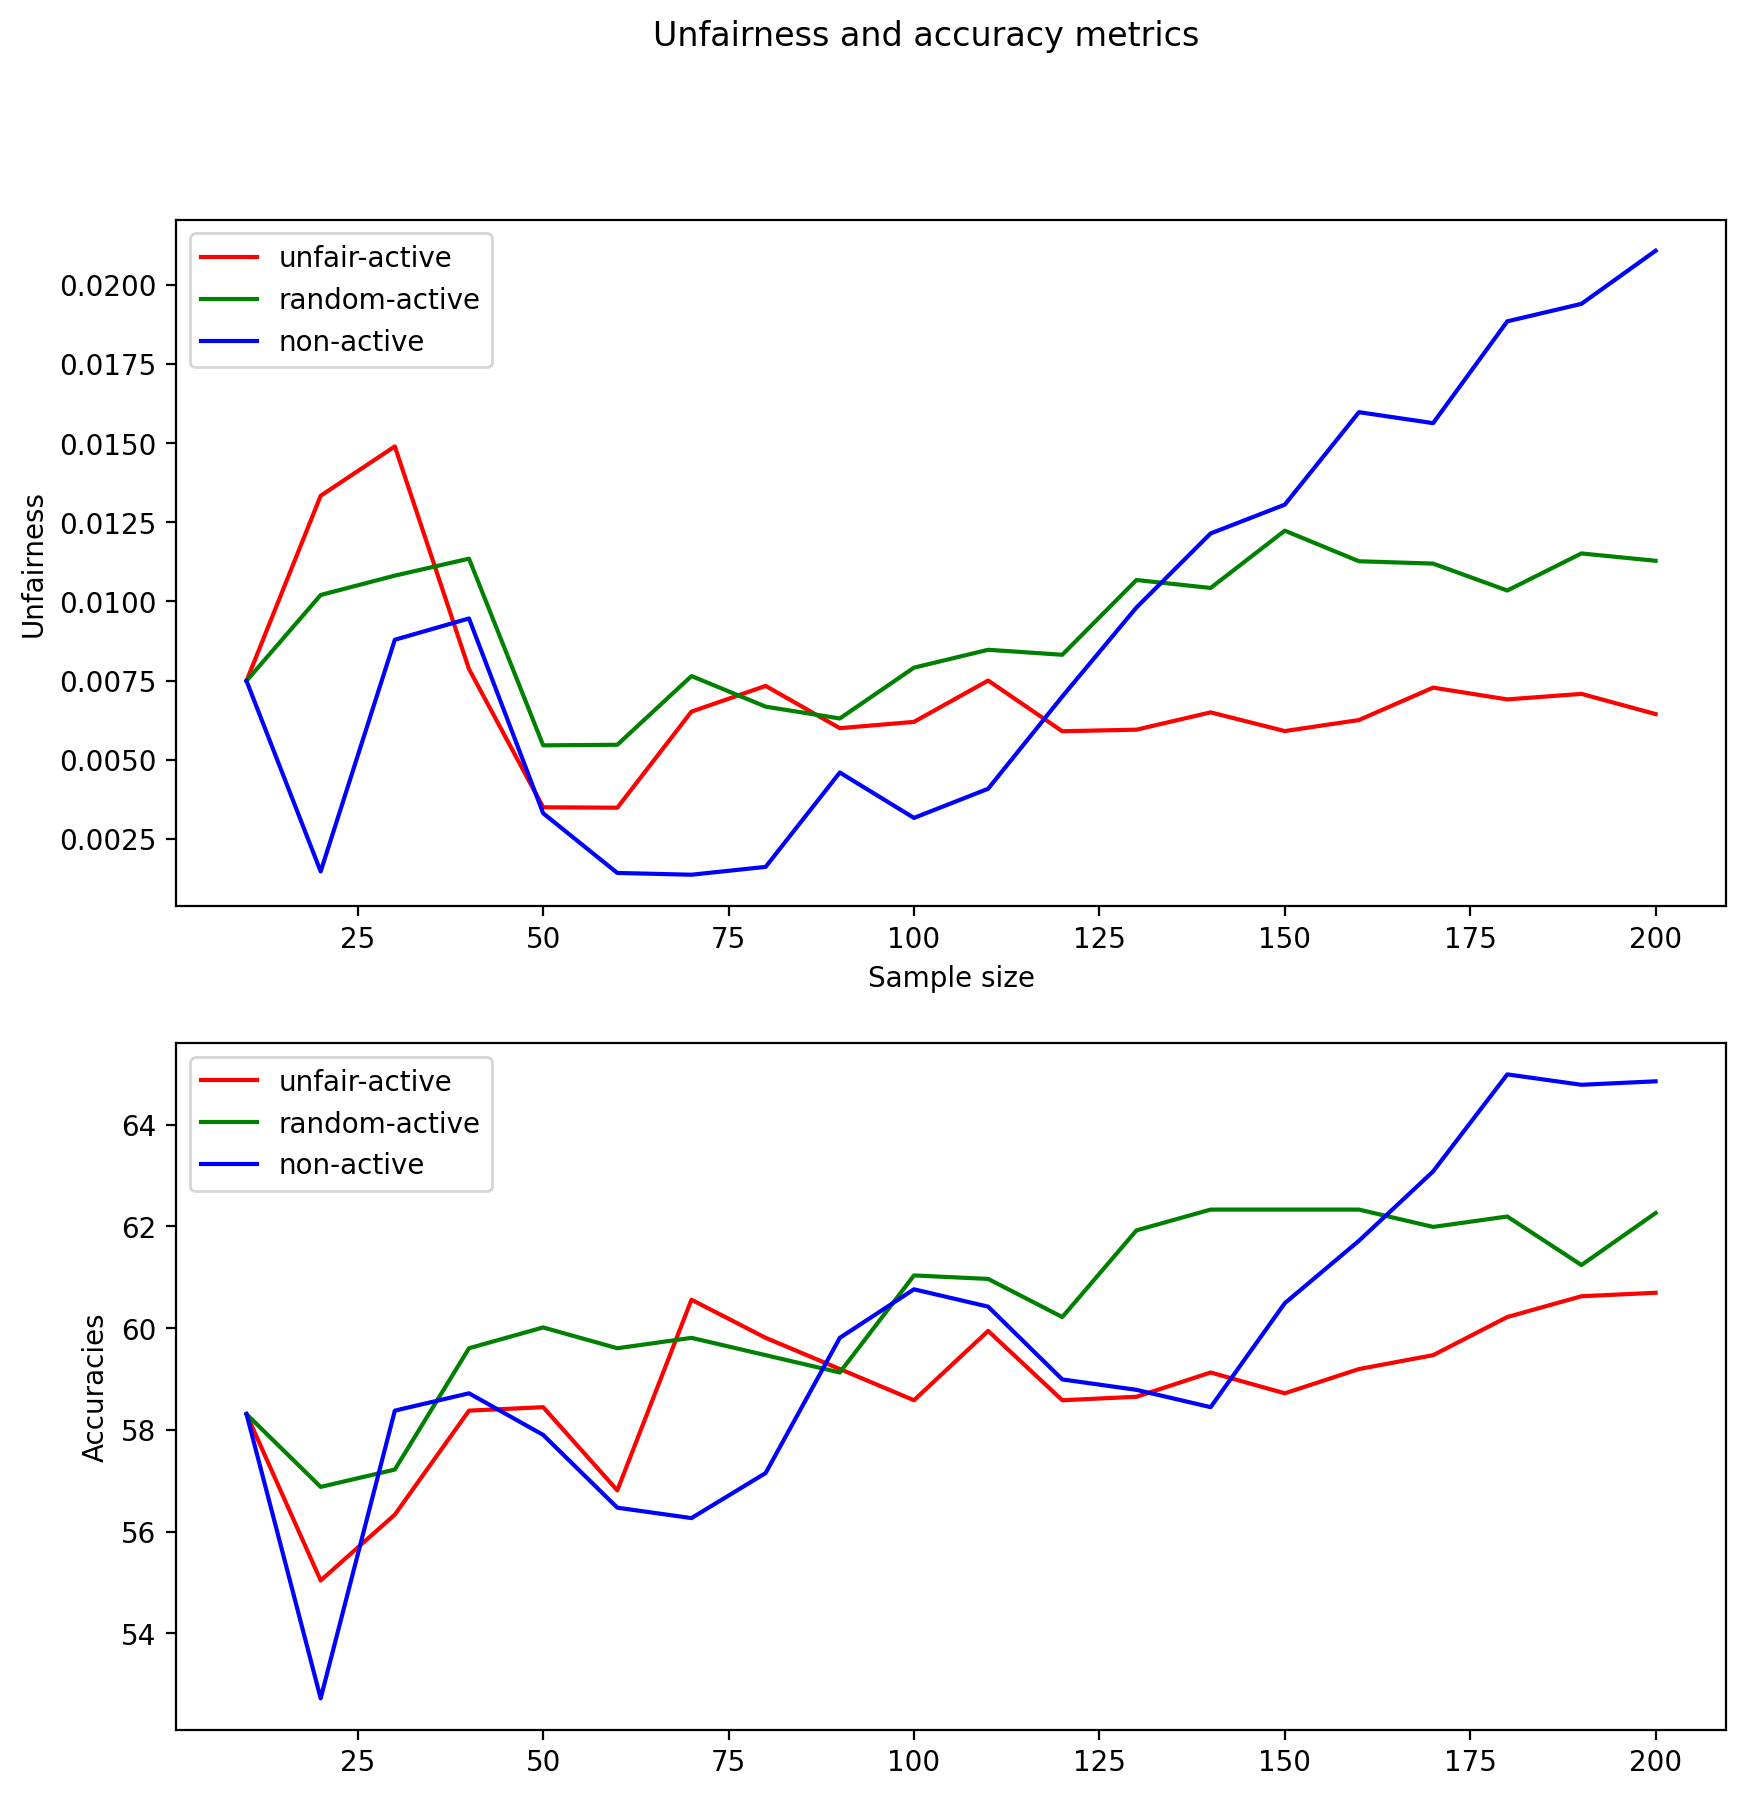 Unfairness and accuracy metrics
unfair-active
random-active
non-active
0.0200
0.0175
0.0150
0.0125
0.0100
0.0075
0.0050
0.0025
Unfairness
25 50 75 100 125 150 175 200
Sample size
unfair-active
random-active
non-active
64
62
60
58
56
54
Accuracies
25 50 75 100 125 150 175 200